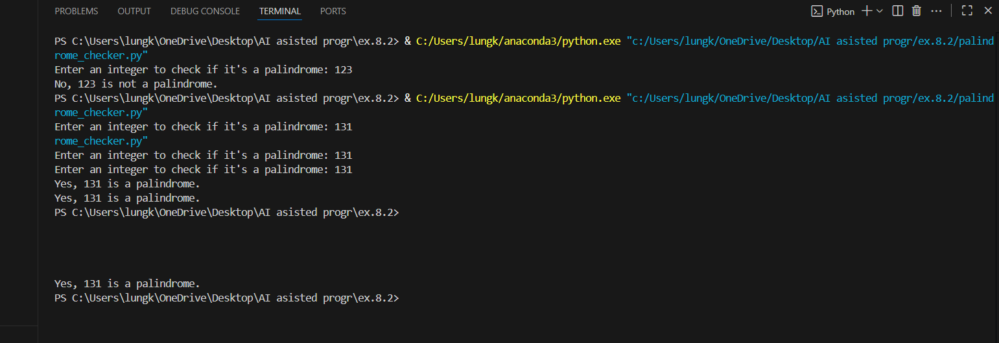 PROBLEMS OUTPUT DEBUG CONSOLE TERMINAL PORTS Python
PS C:\Users\lungk\OneDrive\Desktop\AI asisted progr\ex.8.2> & C:/Users/lungk/anaconda3/python.exe "c:/Users/lungk/OneDrive/Desktop/AI asisted progr/ex.8.2/palind
rome_checker.py"
Enter an integer to check if it's a palindrome: 123
No, 123 is not a palindrome.
PS C:\Users\lungk\OneDrive\Desktop\AI asisted progr\ex.8.2> & C:/Users/lungk/anaconda3/python.exe "c:/Users/lungk/OneDrive/Desktop/AI asisted progr/ex.8.2/palind
rome_checker.py"
Enter an integer to check if it's a palindrome: 131
rome_checker.py"
Enter an integer to check if it's a palindrome: 131
Enter an integer to check if it's a palindrome: 131
Yes, 131 is a palindrome.
Yes, 131 is a palindrome.
PS C:\Users\lungk\OneDrive\Desktop\AI asisted progr\ex.8.2>
Yes, 131 is a palindrome.
PS C:\Users\lungk\OneDrive\Desktop\AI asisted progr\ex.8.2>